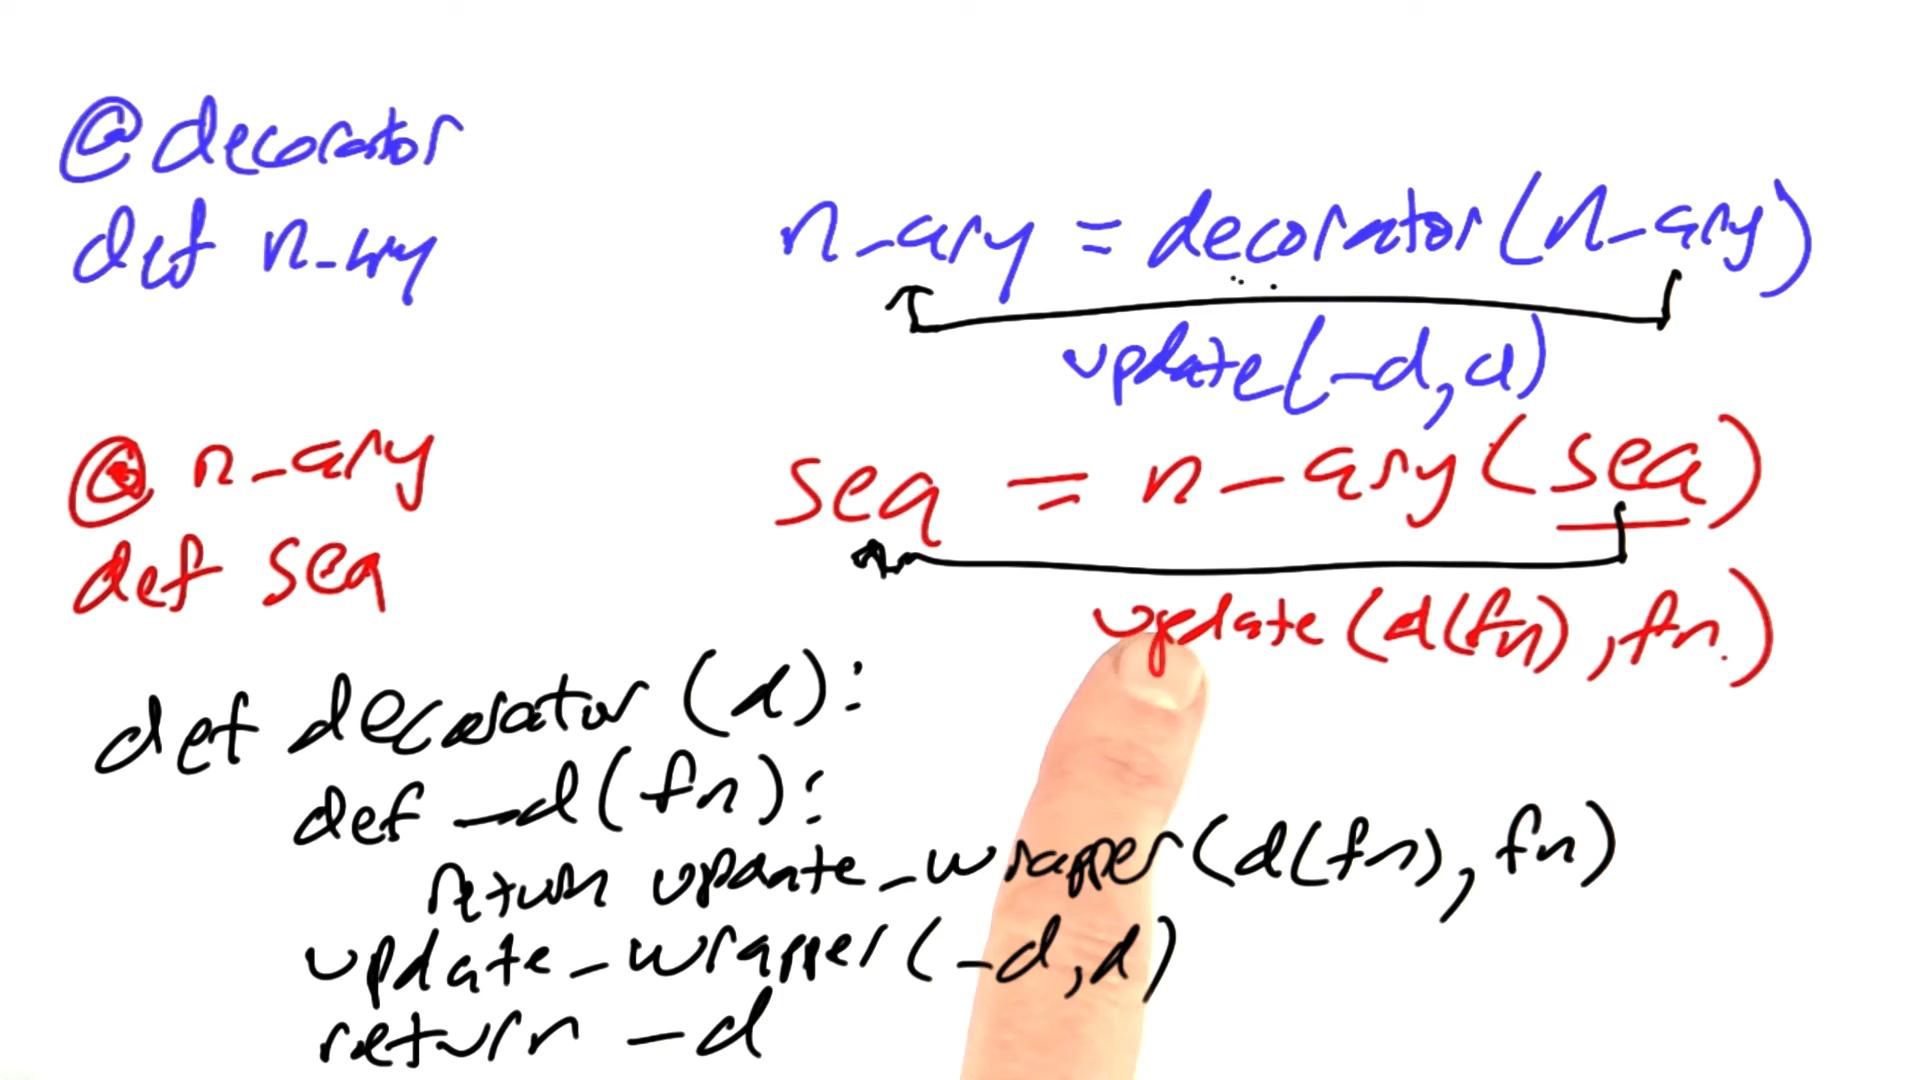 @decorator
def n_ary
n_ary = decorator(n_ary)
update(_d, d)
@n_ary
def seq
seq = n_ary(seq)
update(d(fn), fn)
def decorator(d):
def _d(fn):
return update_wrapper(d(fn), fn)
update_wrapper(_d, d)
return _d